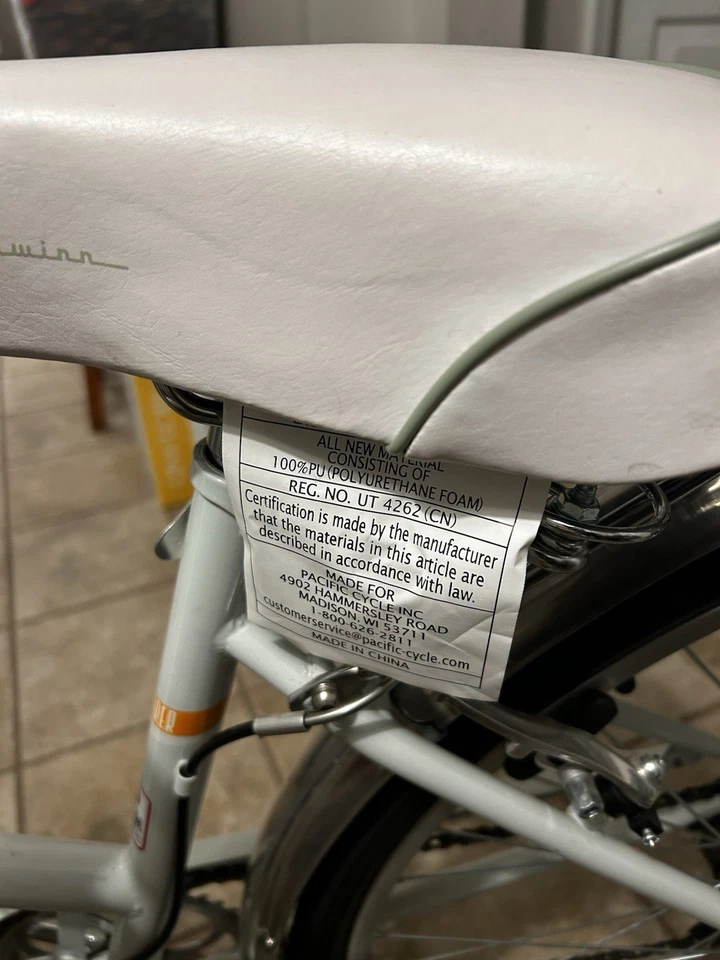 winn
ALL NEW MATERIAL
CONSISTING OF
100%PU(POLYURETHANE FOAM)
REG. NO. UT 4262 (CN)
Certification is made by the manufacturer
that the materials in this article are
described in accordance with law.
MADE FOR
PACIFIC CYCLE INC
4902 HAMMERSLEY ROAD
MADISON, WI 53711
1-800-626-2811
customerservice@pacific-cycle.com
MADE IN CHINA
DER